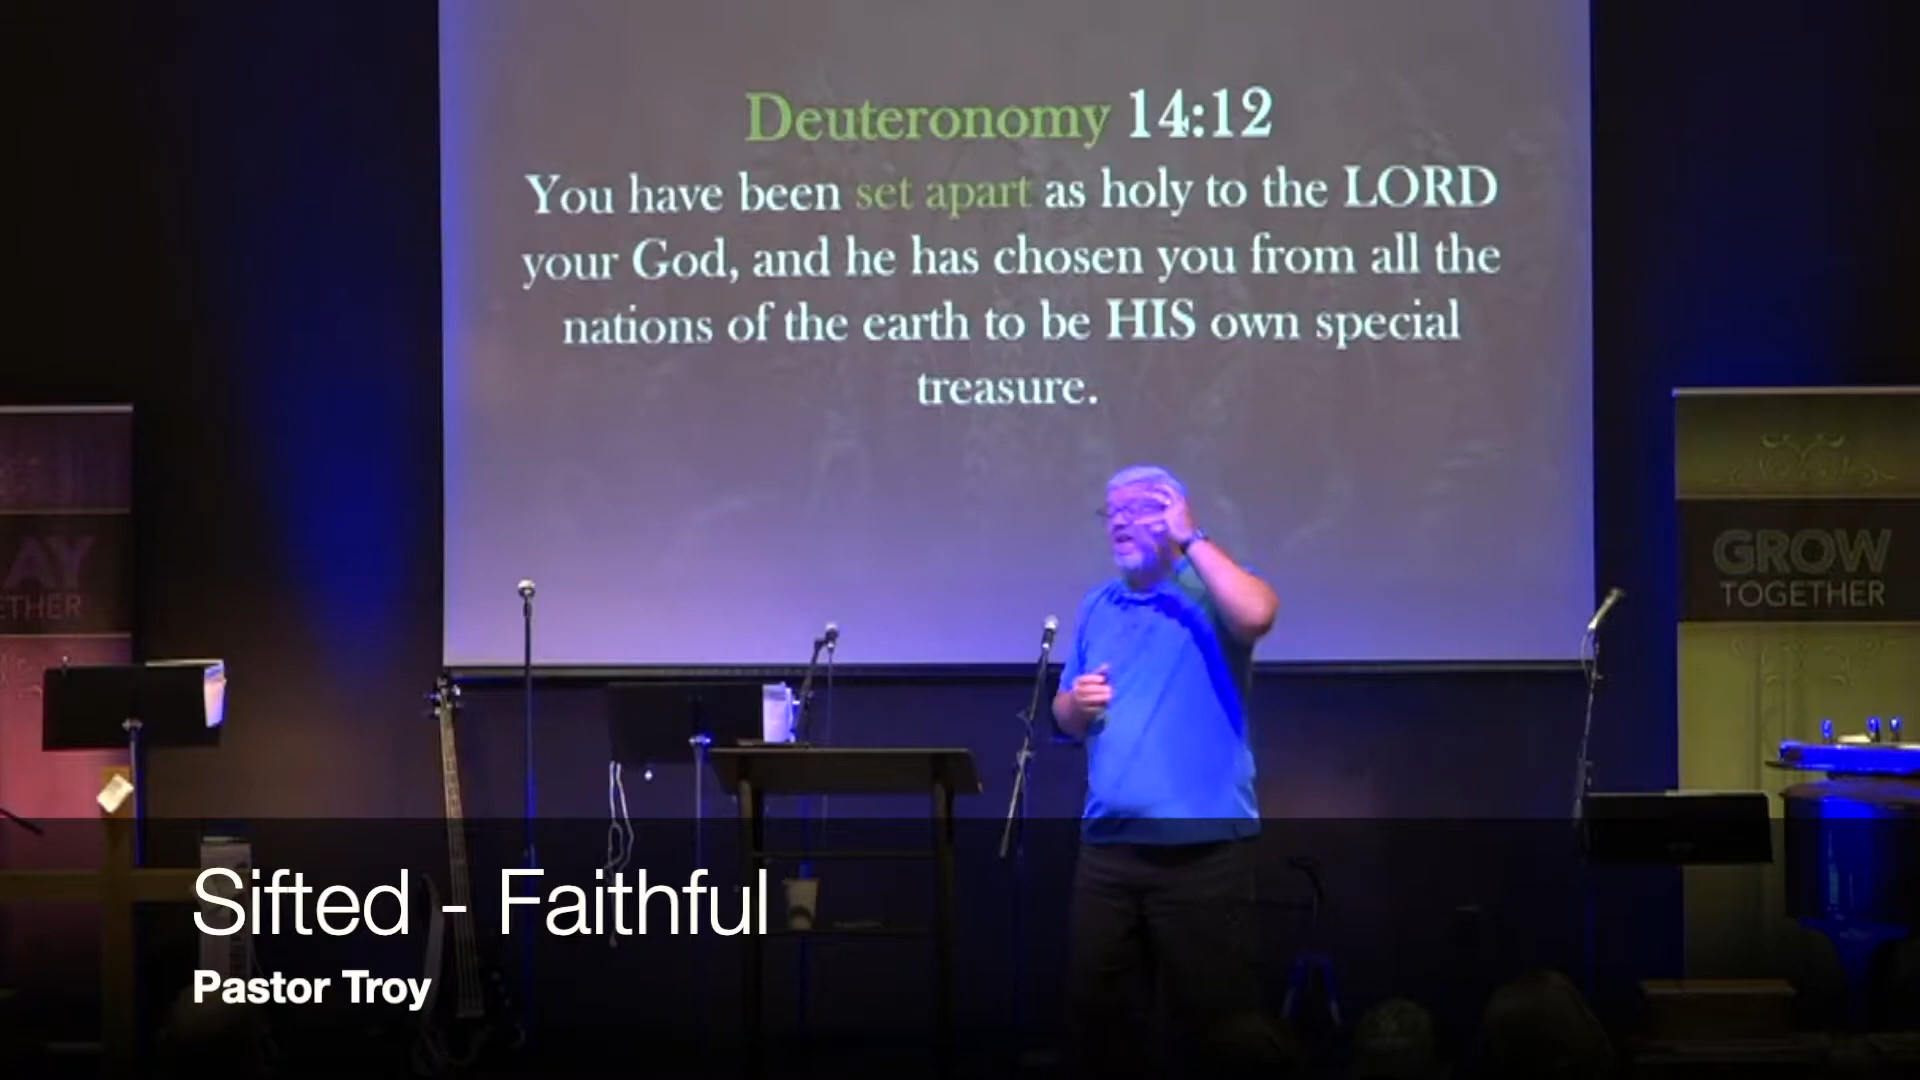 Deuteronomy 14:12
You have been set apart as holy to the LORD
your God, and he has chosen you from all the
nations of the earth to be HIS own special
treasure.
AY
ETHER
GROW
TOGETHER
Sifted - Faithful
Pastor Troy